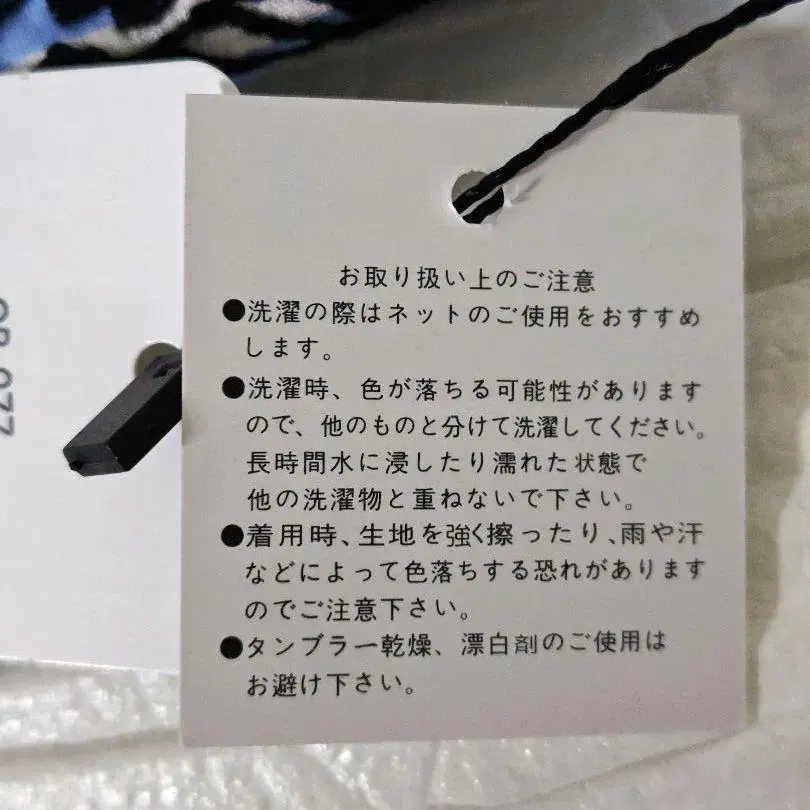 お取り扱い上のご注意
●洗濯の際はネットのご使用をおすすめ
します。
●洗濯時、色が落ちる可能性があります
ので、他のものと分けて洗濯してください。
長時間水に浸したり濡れた状態で
他の洗濯物と重ねないで下さい。
●着用時、生地を強く擦ったり、雨や汗
などによって色落ちする恐れがあります
のでご注意下さい。
●タンブラー乾燥、漂白剤のご使用は
お避け下さい。